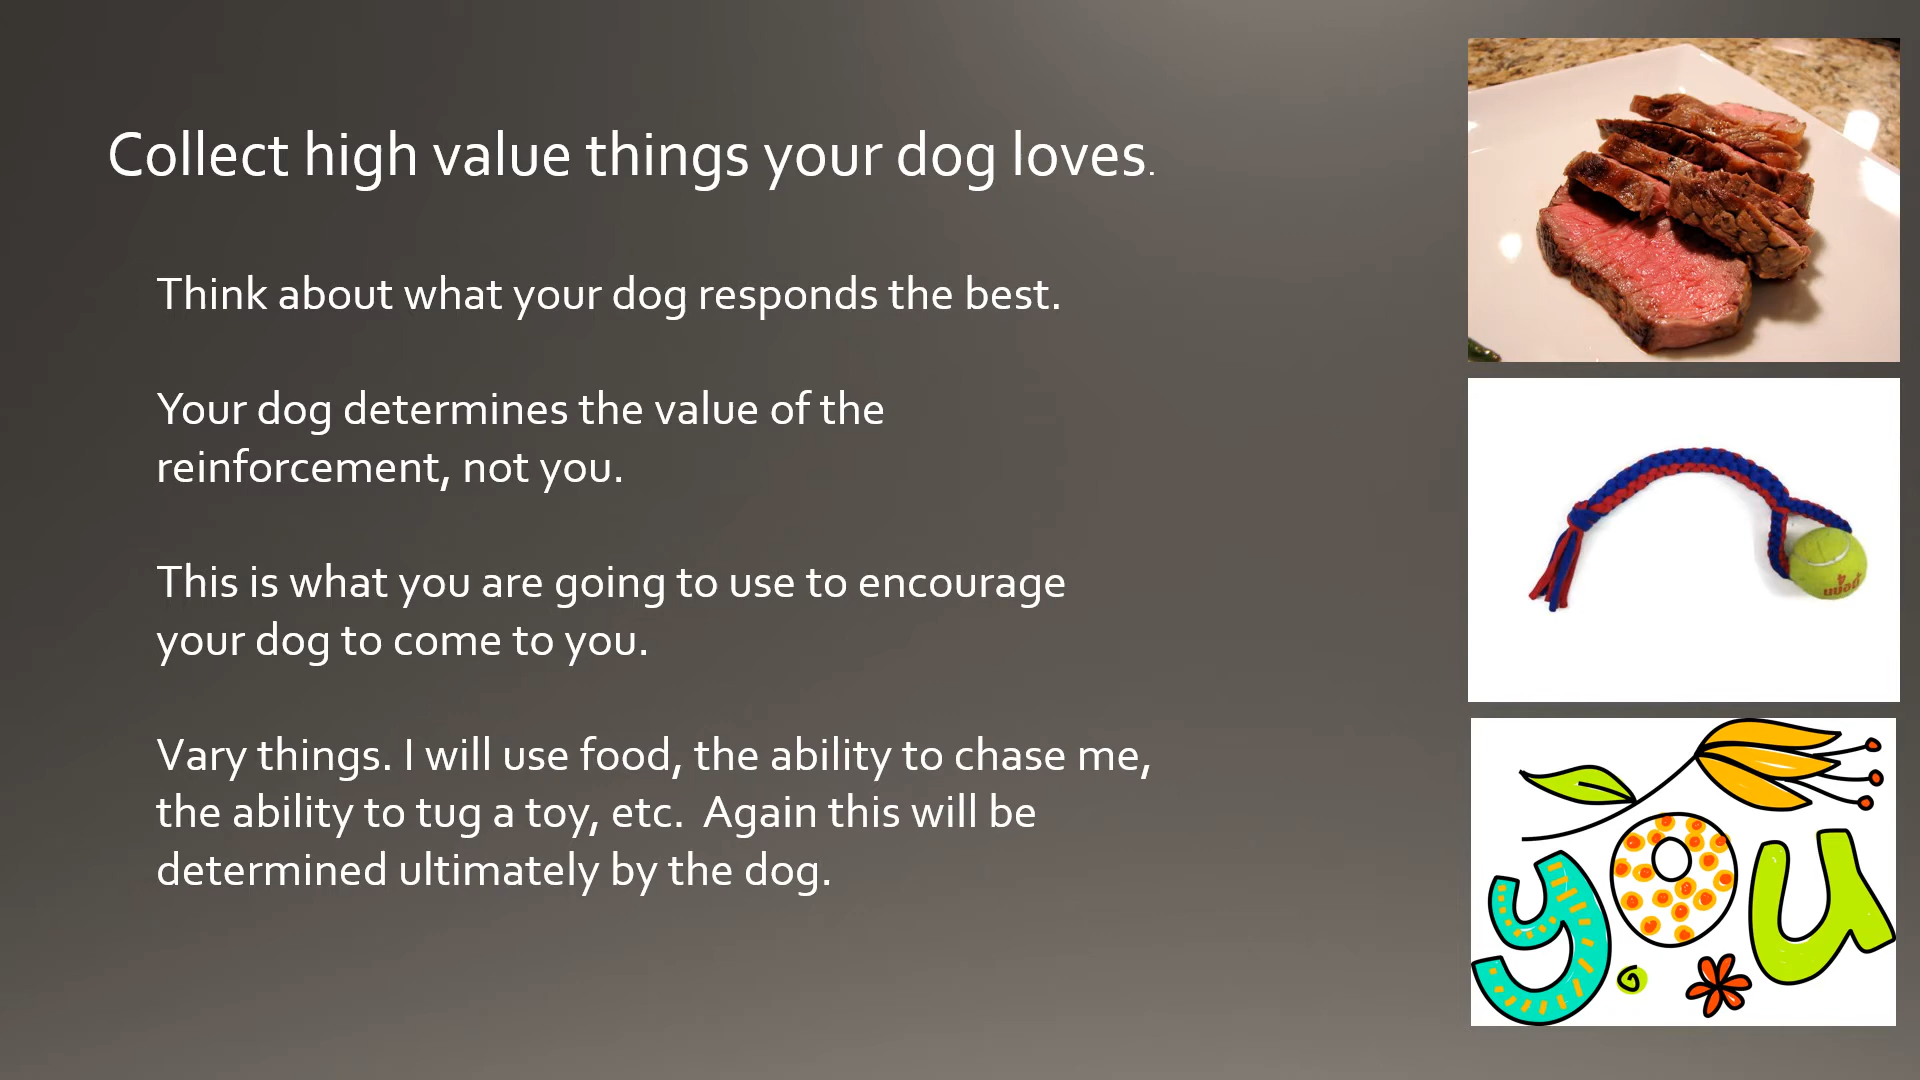 Collect high value things your dog loves.
Think about what your dog responds the best.
Your dog determines the value of the
reinforcement, not you.
This is what you are going to use to encourage
your dog to come to you.
Vary things. I will use food, the ability to chase me,
the ability to tug a toy, etc.  Again this will be
determined ultimately by the dog.
Penn
4
you